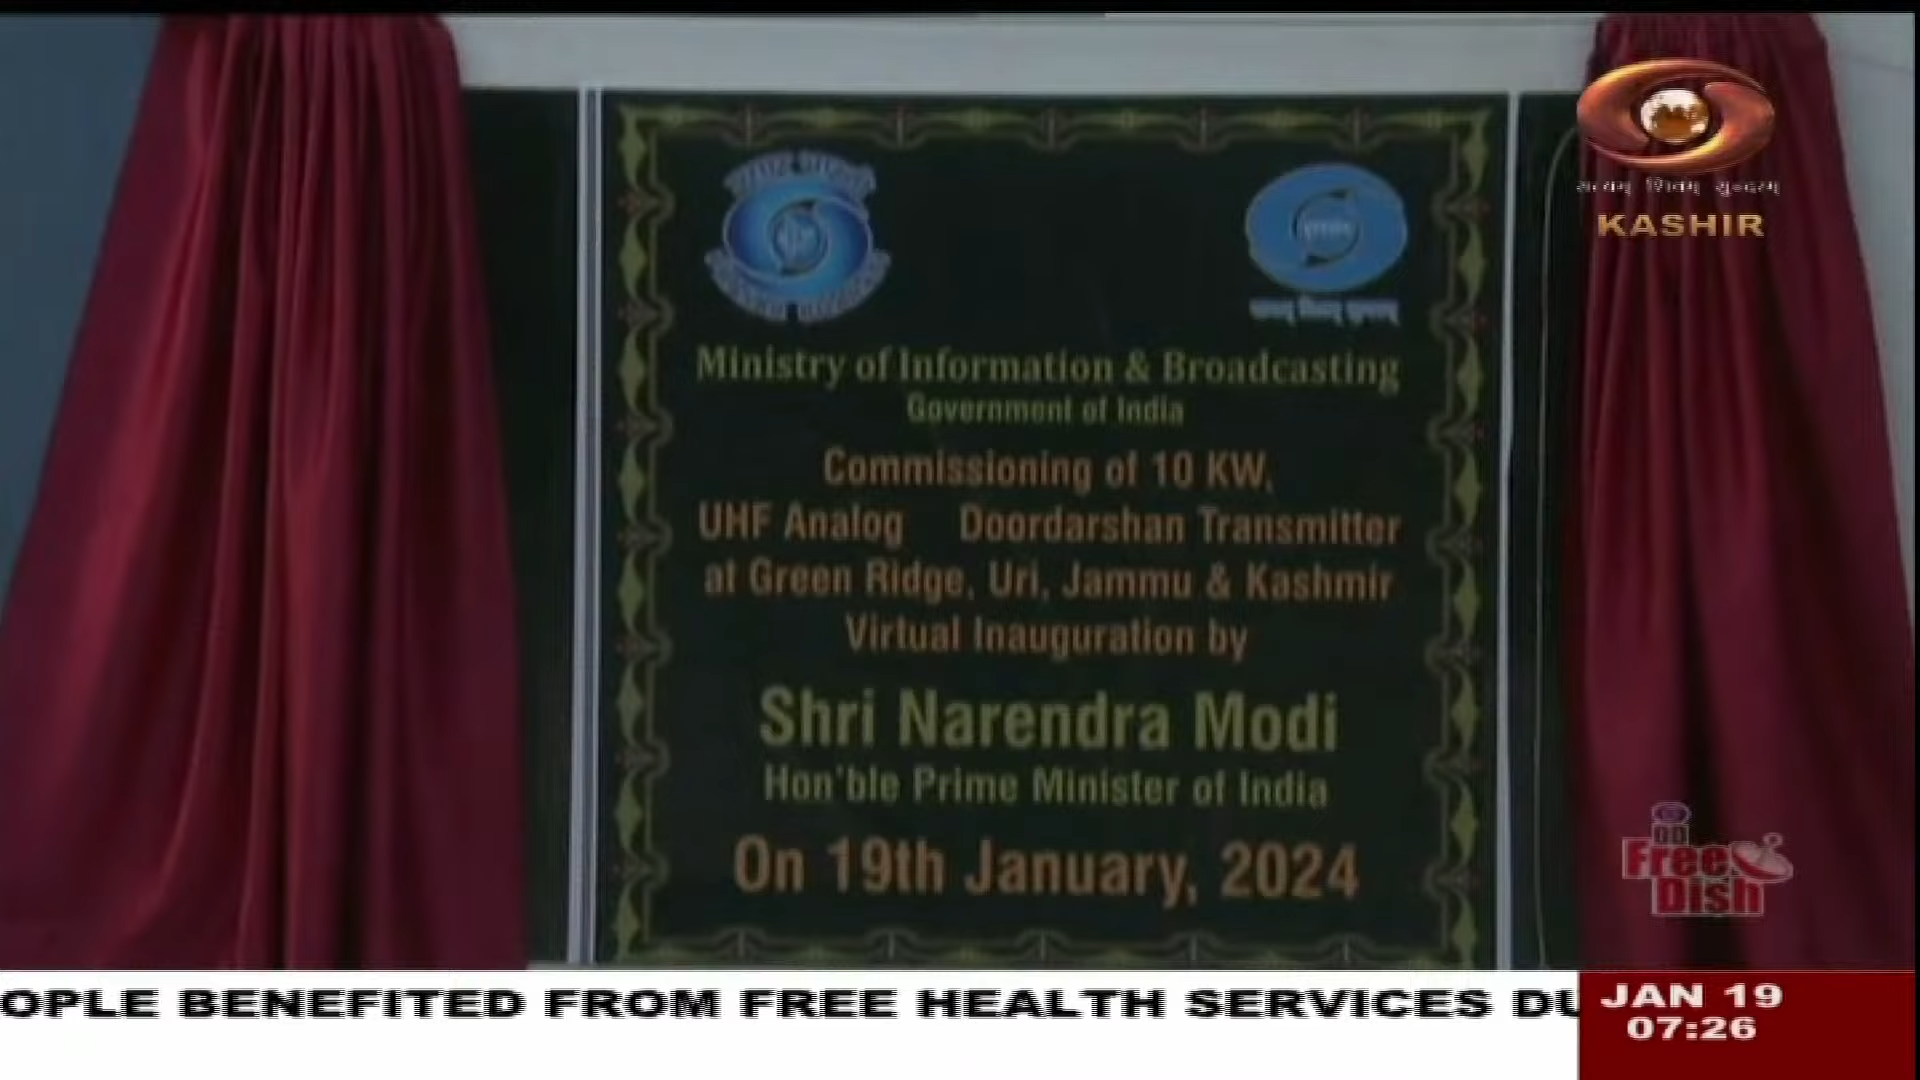 सत्यम् शिवम् सुन्दरम्
KASHIR
Ministry of Information & Broadcasting
Government of India
Commissioning of 10 KW,
UHF Analog Doordarshan Transmitter
at Green Ridge, Uri, Jammu & Kashmir
Virtual Inauguration by
Shri Narendra Modi
Hon'ble Prime Minister of India
On 19th January, 2024
DD
Free
Dish
OPLE BENEFITED FROM FREE HEALTH SERVICES DU
JAN 19
07:26